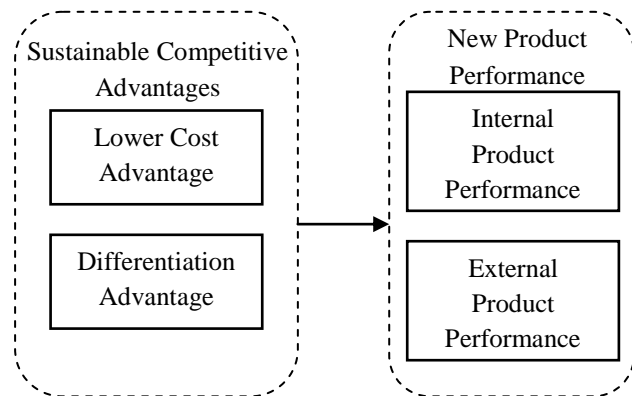 Sustainable Competitive
Advantages
Lower Cost
Advantage
Differentiation
Advantage
New Product
Performance
Internal
Product
Performance
External
Product
Performance